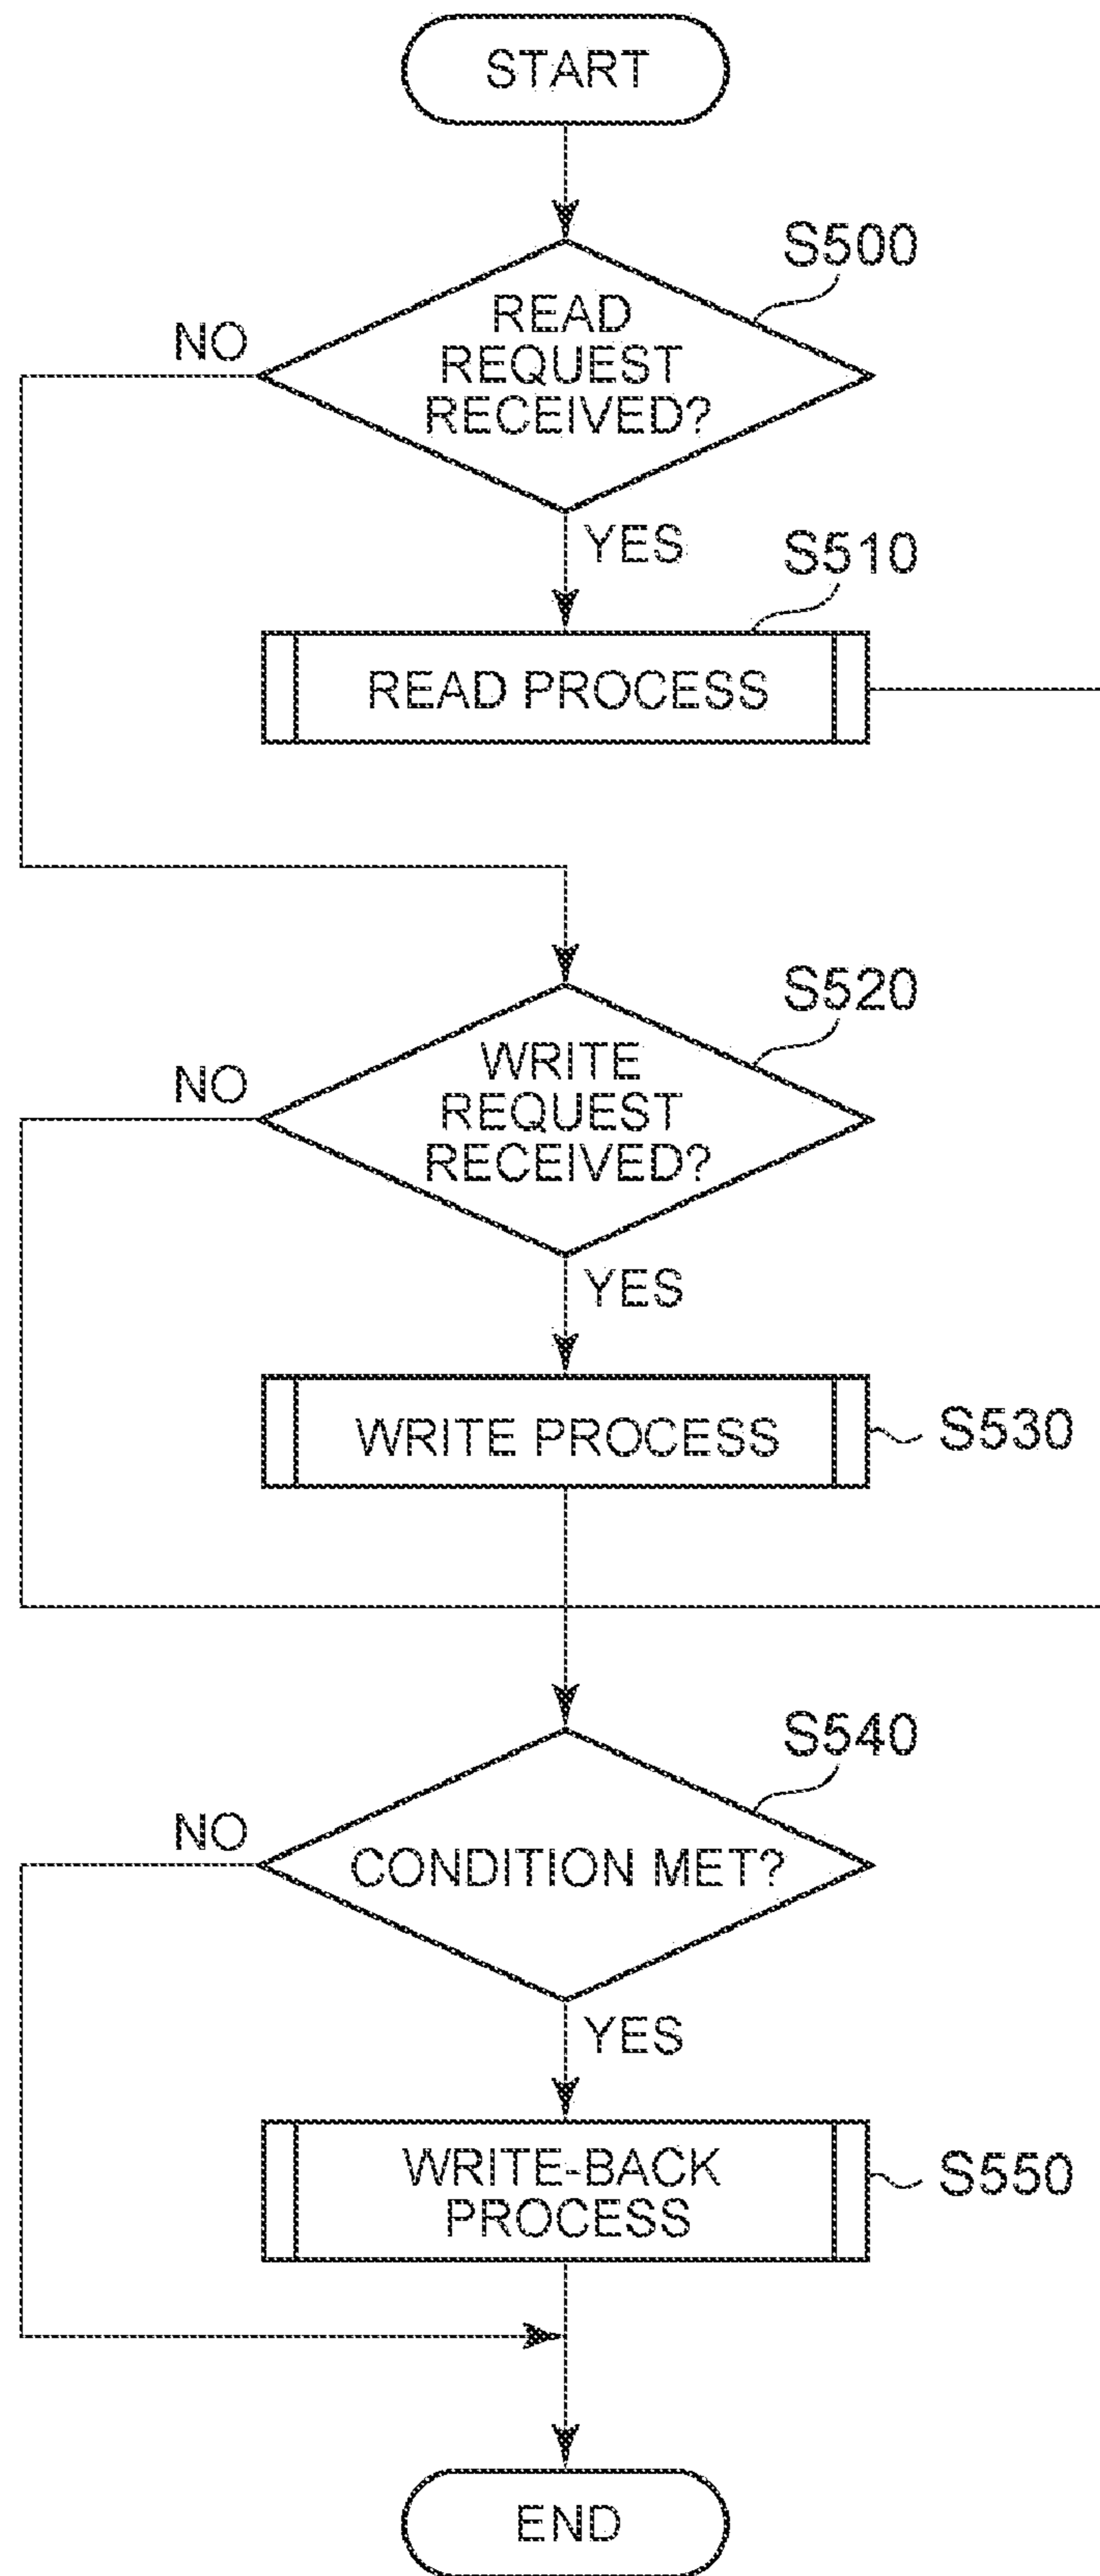 START
S500
READ
REQUEST
RECEIVED?
NO
YES
S510
READ PROCESS
S520
WRITE
REQUEST
RECEIVED?
NO
YES
WRITE PROCESS
S530
S540
NO
CONDITION MET?
YES
WRITE-BACK
PROCESS
S550
END